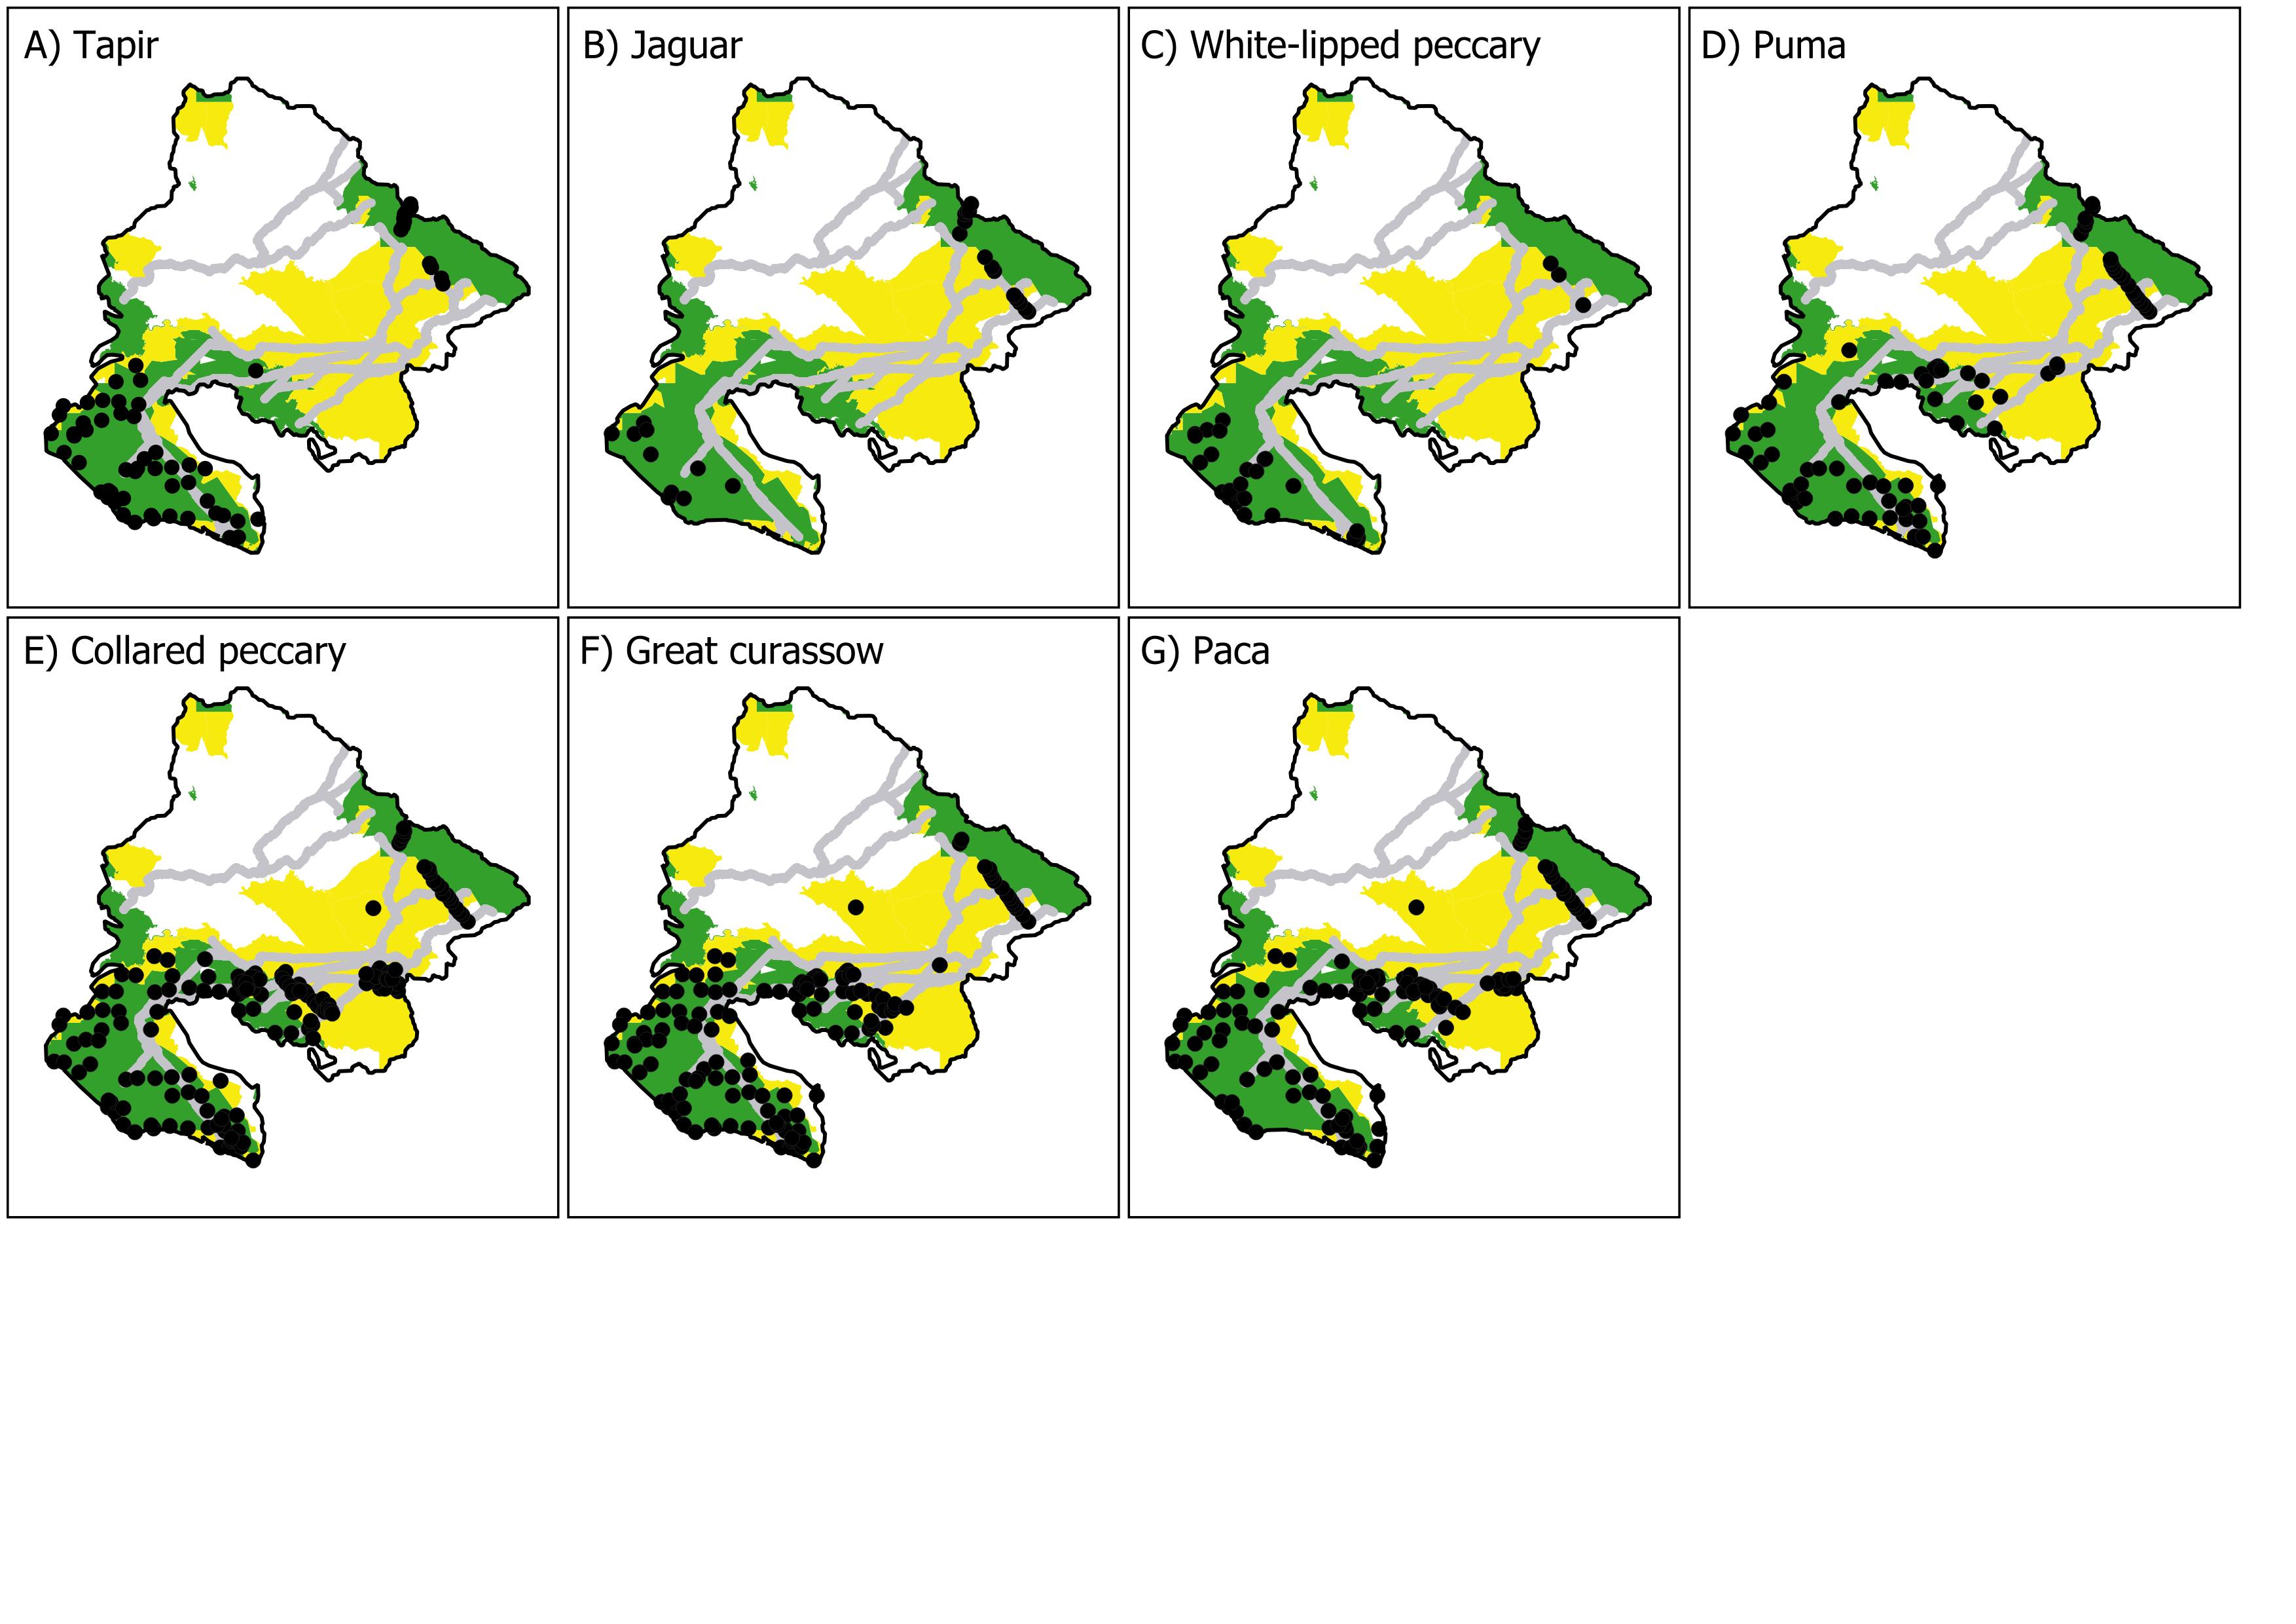 A) Tapir
B) Jaguar
C) White-lipped peccary
D) Puma
E) Collared peccary
F) Great curassow
G) Paca